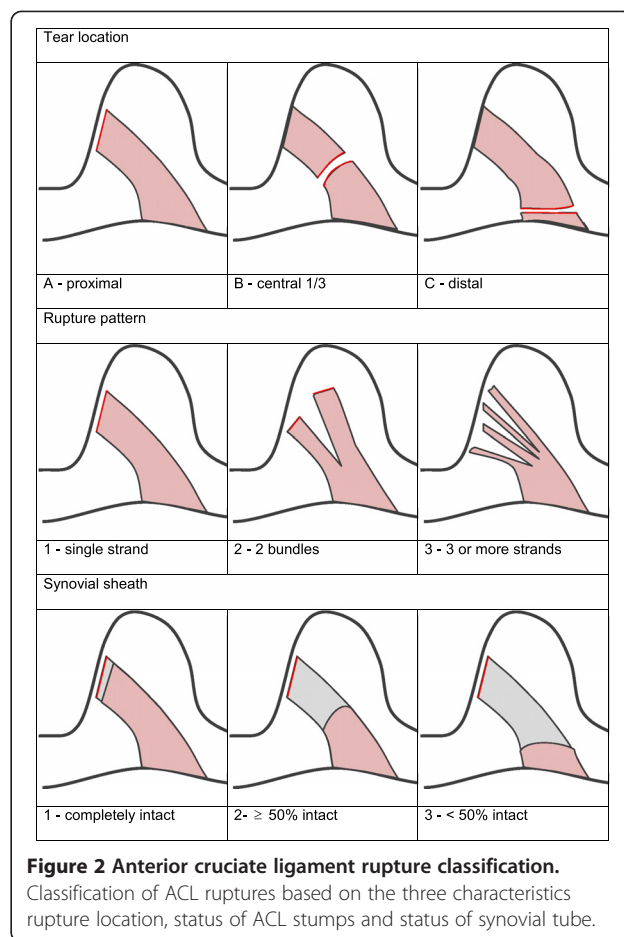 Tear location
A - proximal
B - central 1/3
C - distal
Rupture pattern
1 - single strand
2 - 2 bundles
3 - 3 or more strands
Synovial sheath
1 - completely intact
2- ≥ 50% intact
3 - < 50% intact
Figure 2 Anterior cruciate ligament rupture classification.
Classification of ACL ruptures based on the three characteristics
rupture location, status of ACL stumps and status of synovial tube.